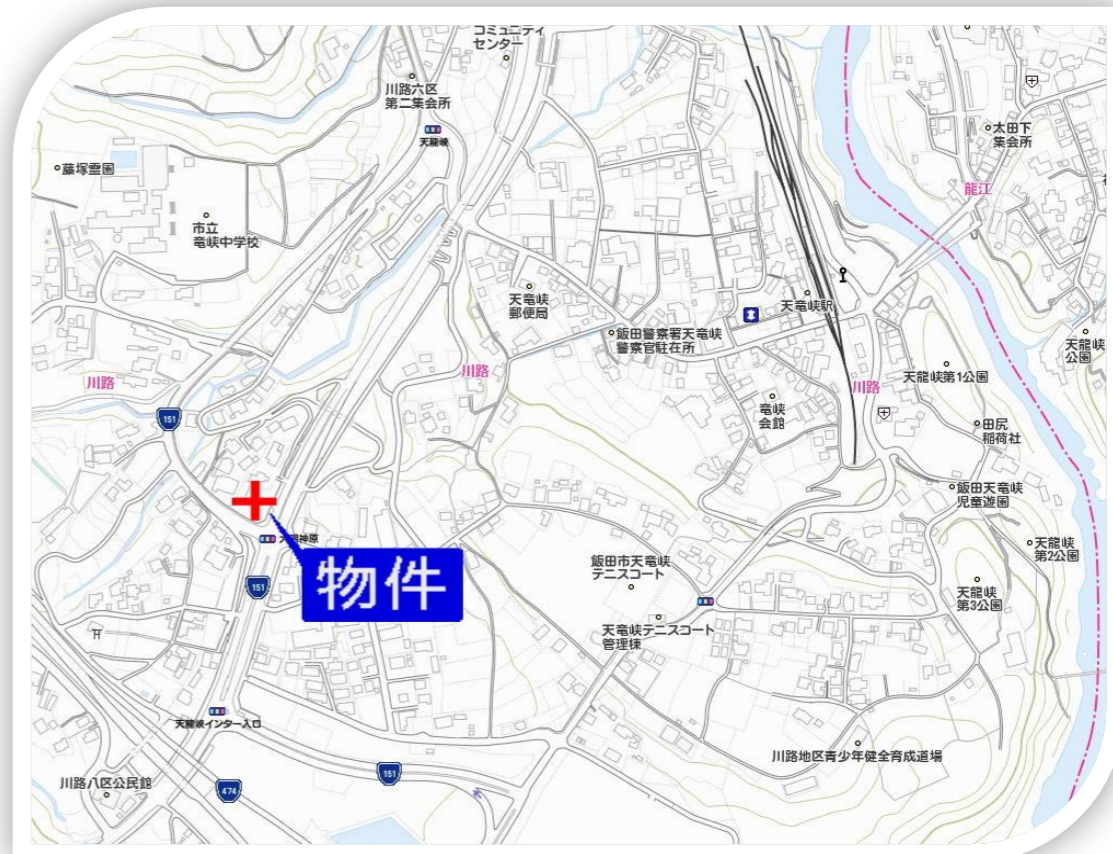 コミュニティ
センター
川路六区
第二集会所
天龍峡
太田下
集会所
藤塚霊園
龍江
市立
竜峡中学校
天竜峡
郵便局
天竜峡駅
飯田警察署天竜峡
警察官駐在所
天龍峡
公園
川路
川路
川路
天龍峡第1公園
竜峡
会館
田尻
稲荷社
151
飯田天竜峡
児童遊園
天龍峡
第2公園
物件
151
飯田市天竜峡
テニスコート
天龍峡
第3公園
天竜峡テニスコート
管理棟
天龍峡インター入口
川路地区青少年健全育成道場
151
川路八区公民館
474